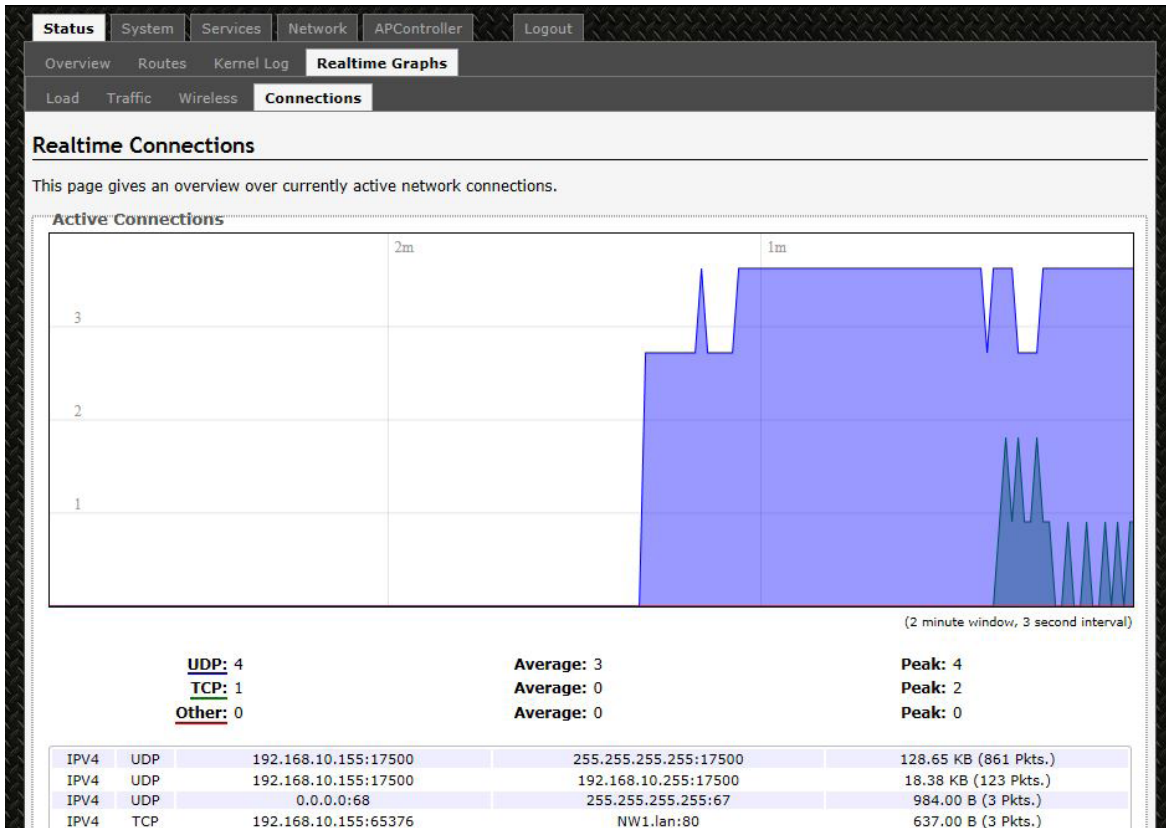 Status System Services Network APController Logout
Overview Routes Kernel Log Realtime Graphs
Load Traffic Wireless Connections
Realtime Connections
This page gives an overview over currently active network connections.
Active Connections
2m 1m
3
2
1
(2 minute window, 3 second interval)
UDP: 4 Average: 3 Peak: 4
TCP: 1 Average: 0 Peak: 2
Other: 0 Average: 0 Peak: 0
IPV4 UDP 192.168.10.155:17500 255.255.255.255:17500 128.65 KB (861 Pkts.)
IPV4 UDP 192.168.10.155:17500 192.168.10.255:17500 18.38 KB (123 Pkts.)
IPV4 UDP 0.0.0.0:68 255.255.255.255:67 984.00 B (3 Pkts.)
IPV4 TCP 192.168.10.155:65376 NW1.lan:80 637.00 B (3 Pkts.)